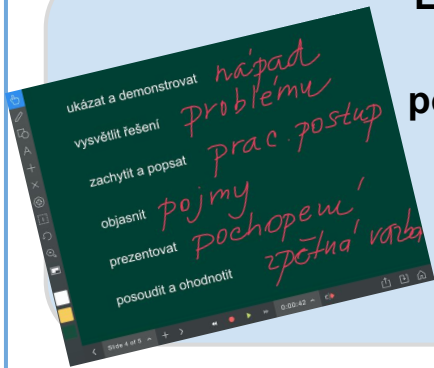 ukázat a demonstrovat nápad
vysvětlit řešení problému
zachytit a popsat prac. postup
objasnit pojmy
prezentovat pochopení
posoudit a ohodnotit zpětná vazba
Slide 4 of 5
0:00:42